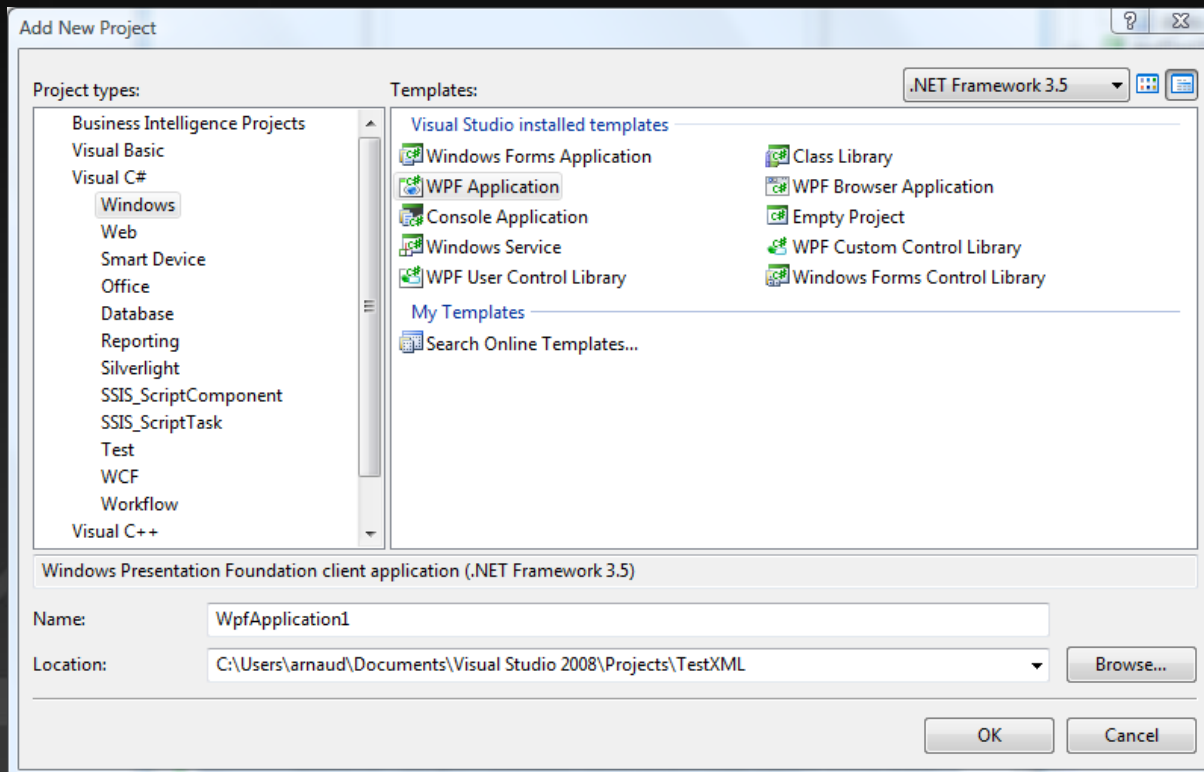 Add New Project
Project types:
Templates:
.NET Framework 3.5
Business Intelligence Projects
Visual Basic
Visual C#
Windows
Web
Smart Device
Office
Database
Reporting
Silverlight
SSIS_ScriptComponent
SSIS_ScriptTask
Test
WCF
Workflow
Visual C++
Visual Studio installed templates
Windows Forms Application
Class Library
WPF Application
WPF Browser Application
Console Application
Empty Project
Windows Service
WPF Custom Control Library
WPF User Control Library
Windows Forms Control Library
My Templates
Search Online Templates...
Windows Presentation Foundation client application (.NET Framework 3.5)
Name:
WpfApplication1
Location:
C:\Users\arnaud\Documents\Visual Studio 2008\Projects\TestXML
Browse...
OK
Cancel